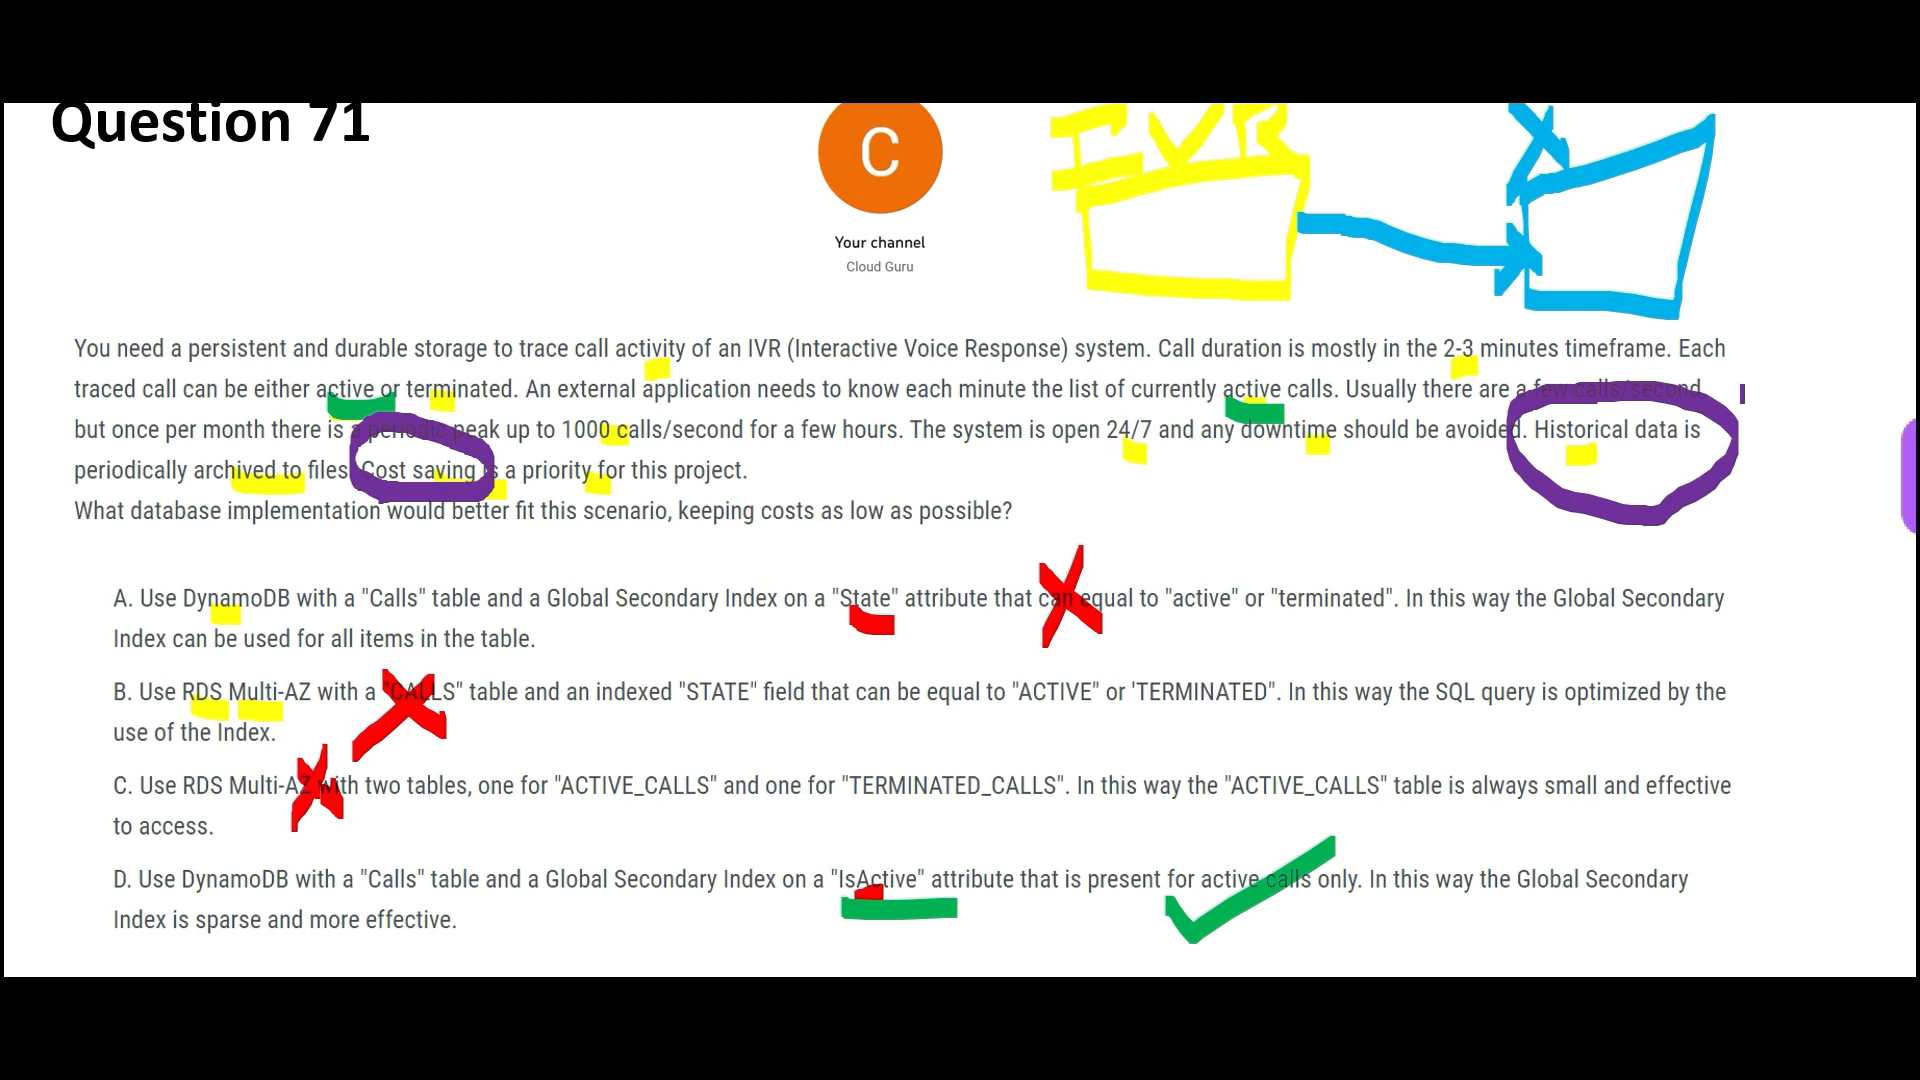 Question 71
IVR
C
Your channel
Cloud Guru
You need a persistent and durable storage to trace call activity of an IVR (Interactive Voice Response) system. Call duration is mostly in the 2-3 minutes timeframe. Each
traced call can be either active or terminated. An external application needs to know each minute the list of currently active calls. Usually there are a few calls/second,
but once per month there is a periodic peak up to 1000 calls/second for a few hours. The system is open 24/7 and any downtime should be avoided. Historical data is
periodically archived to files. Cost saving is a priority for this project.
What database implementation would better fit this scenario, keeping costs as low as possible?
A. Use DynamoDB with a "Calls" table and a Global Secondary Index on a "State" attribute that can equal to "active" or "terminated". In this way the Global Secondary
Index can be used for all items in the table.
B. Use RDS Multi-AZ with a "CALLS" table and an indexed "STATE" field that can be equal to "ACTIVE" or 'TERMINATED". In this way the SQL query is optimized by the
use of the Index.
C. Use RDS Multi-AZ with two tables, one for "ACTIVE_CALLS" and one for "TERMINATED_CALLS". In this way the "ACTIVE_CALLS" table is always small and effective
to access.
D. Use DynamoDB with a "Calls" table and a Global Secondary Index on a "IsActive" attribute that is present for active calls only. In this way the Global Secondary
Index is sparse and more effective.